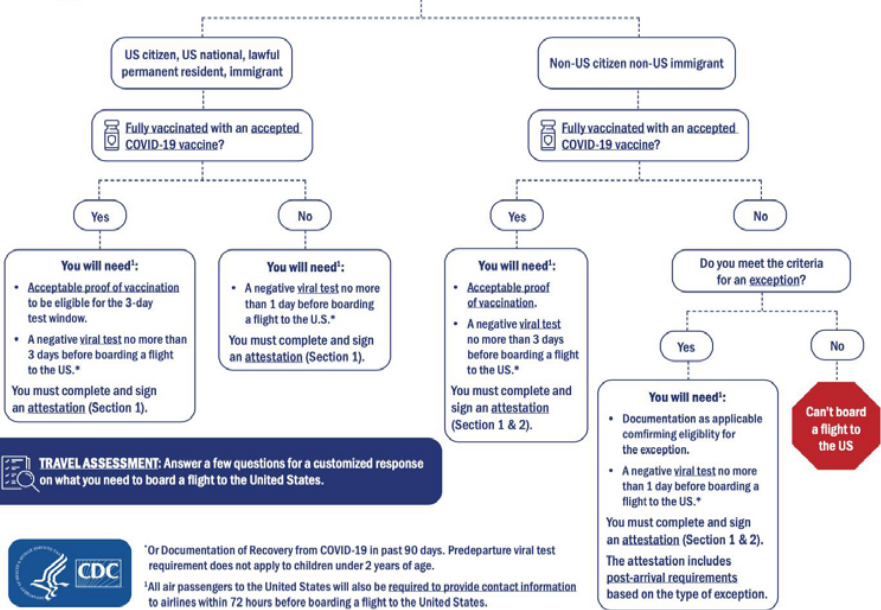 US citizen, US national, lawful
permanent resident, immigrant
Fully vaccinated with an accepted
COVID-19 vaccine?
Yes
No
You will need¹:
• Acceptable proof of vaccination
to be eligible for the 3-day
test window.
• A negative viral test no more than
3 days before boarding a flight
to the US.*
You must complete and sign
an attestation (Section 1).
You will need¹:
• A negative viral test no more
than 1 day before boarding
a flight to the U.S.*
You must complete and sign
an attestation (Section 1).
Non-US citizen non-US immigrant
Fully vaccinated with an accepted
COVID-19 vaccine?
Yes
No
You will need¹:
• Acceptable proof
of vaccination.
• A negative viral test
no more than 3 days
before boarding a flight
to the US.*
You must complete and
sign an attestation
(Section 1 & 2).
Do you meet the criteria
for an exception?
Yes
No
You will need¹:
• Documentation as applicable
comfirming eligiblity for
the exception.
• A negative viral test no more
than 1 day before boarding a
flight to the US.*
You must complete and sign
an attestation (Section 1 & 2).
The attestation includes
post-arrival requirements
based on the type of exception.
Can't board
a flight to
the US
TRAVEL ASSESSMENT: Answer a few questions for a customized response
on what you need to board a flight to the United States.
CDC
*Or Documentation of Recovery from COVID-19 in past 90 days. Predeparture viral test
requirement does not apply to children under 2 years of age.
¹All air passengers to the United States will also be required to provide contact information
to airlines within 72 hours before boarding a flight to the United States.